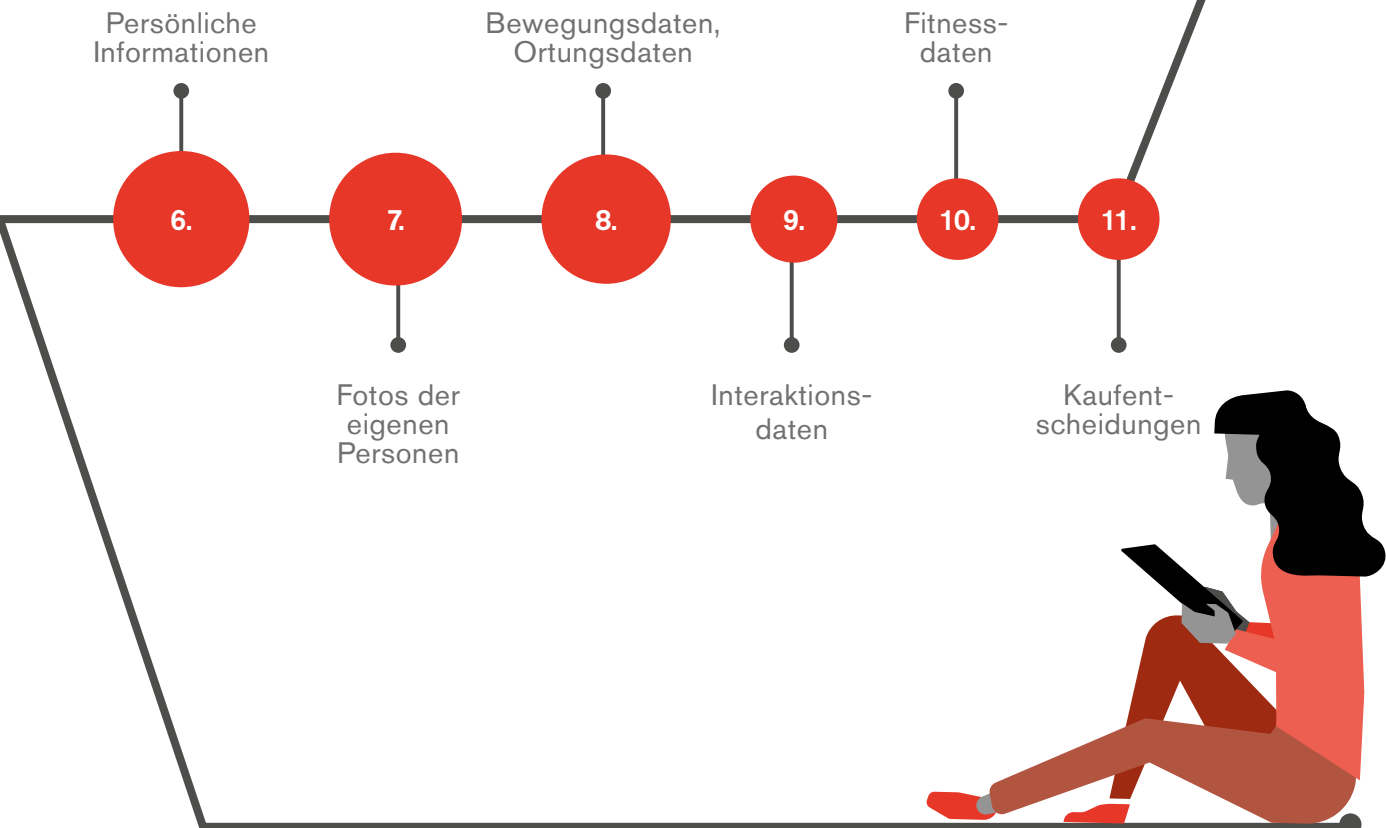 Persönliche
Informationen
Bewegungsdaten,
Ortungsdaten
Fitness-
daten
6.
7.
8.
9.
10.
11.
Fotos der
eigenen
Personen
Interaktions-
daten
Kaufent-
scheidungen